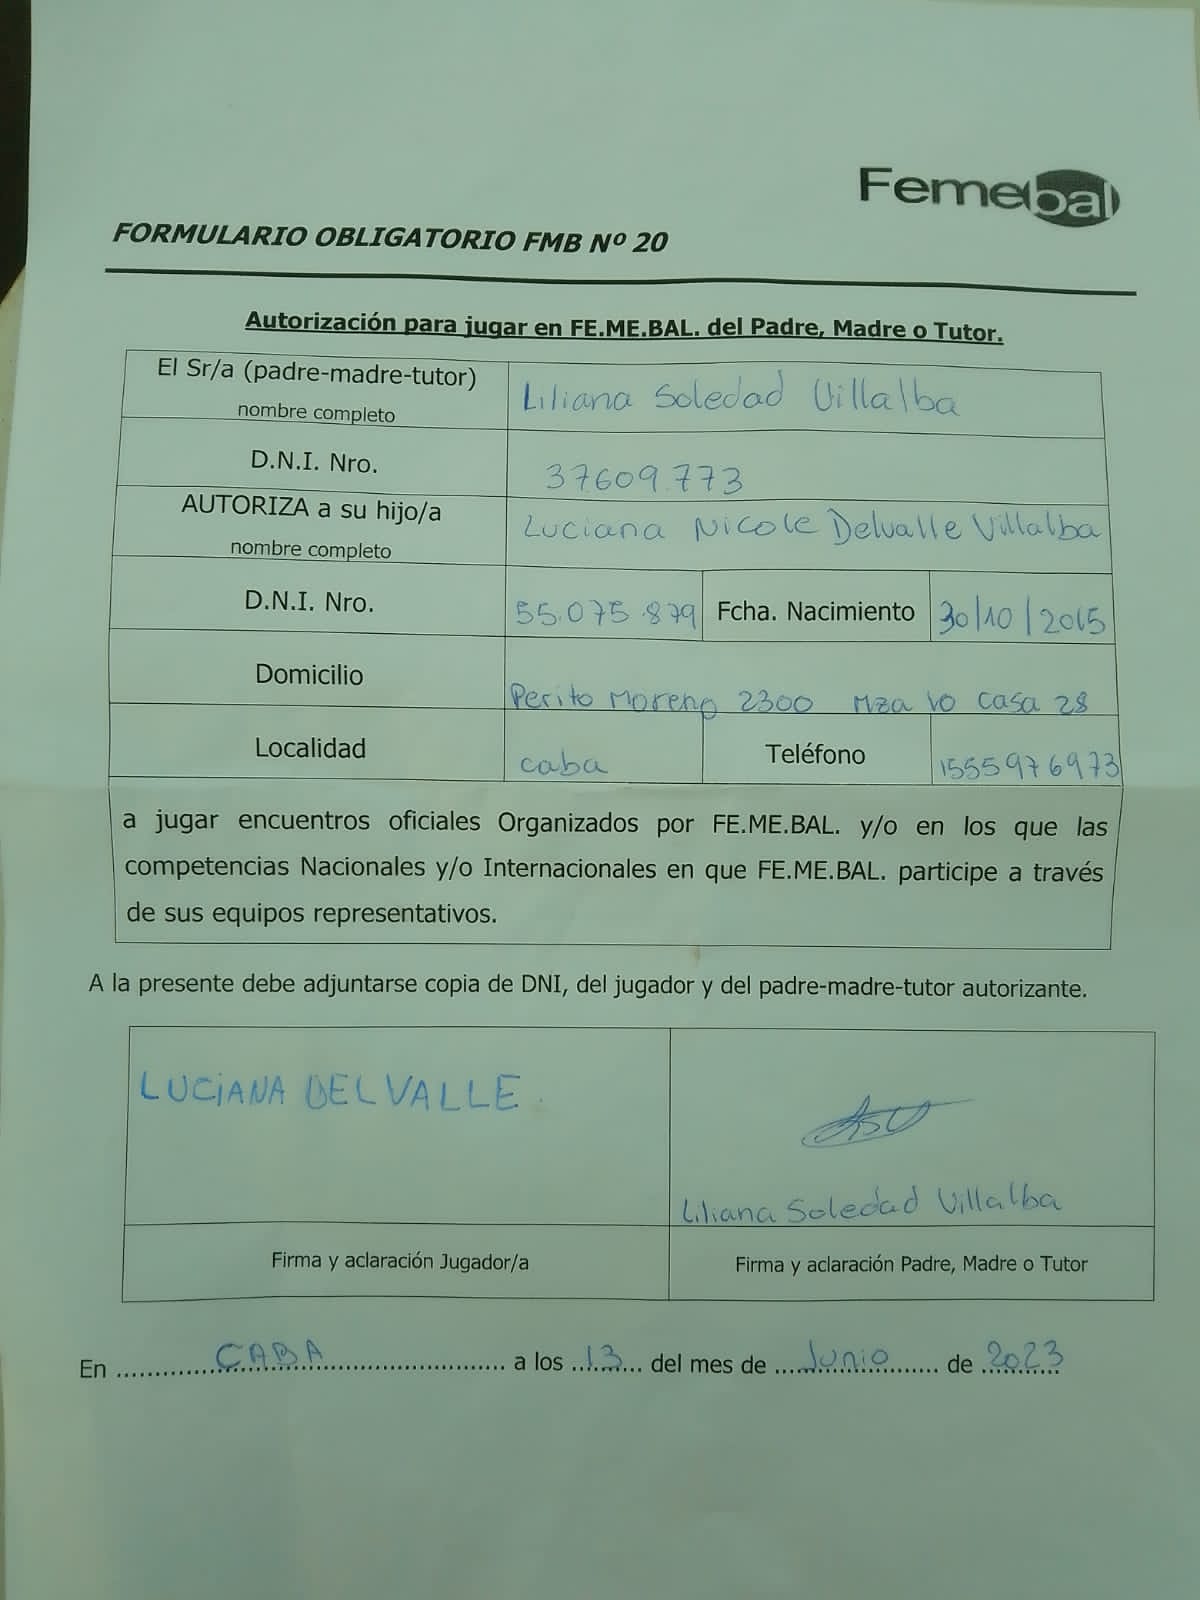 Femebal
FORMULARIO OBLIGATORIO FMB Nº 20
Autorización para jugar en FE.ME.BAL. del Padre, Madre o Tutor.
El Sr/a (padre-madre-tutor) Liliana Soledad Villalba
nombre completo
D.N.I. Nro. 37.609.773
AUTORIZA a su hijo/a Luciana Nicole Delvalle Villalba
nombre completo
D.N.I. Nro. 55.075.879 Fcha. Nacimiento 30/10/2015
Domicilio Perito Moreno 2300 Mza 10 casa 28
Localidad caba Teléfono 1555976973
a jugar encuentros oficiales Organizados por FE.ME.BAL. y/o en los que las
competencias Nacionales y/o Internacionales en que FE.ME.BAL. participe a través
de sus equipos representativos.
A la presente debe adjuntarse copia de DNI, del jugador y del padre-madre-tutor autorizante.
LUCiANA DELVALLE
Liliana Soledad Villalba
Firma y aclaración Jugador/a Firma y aclaración Padre, Madre o Tutor
En CABA a los 13 del mes de Junio de 2023